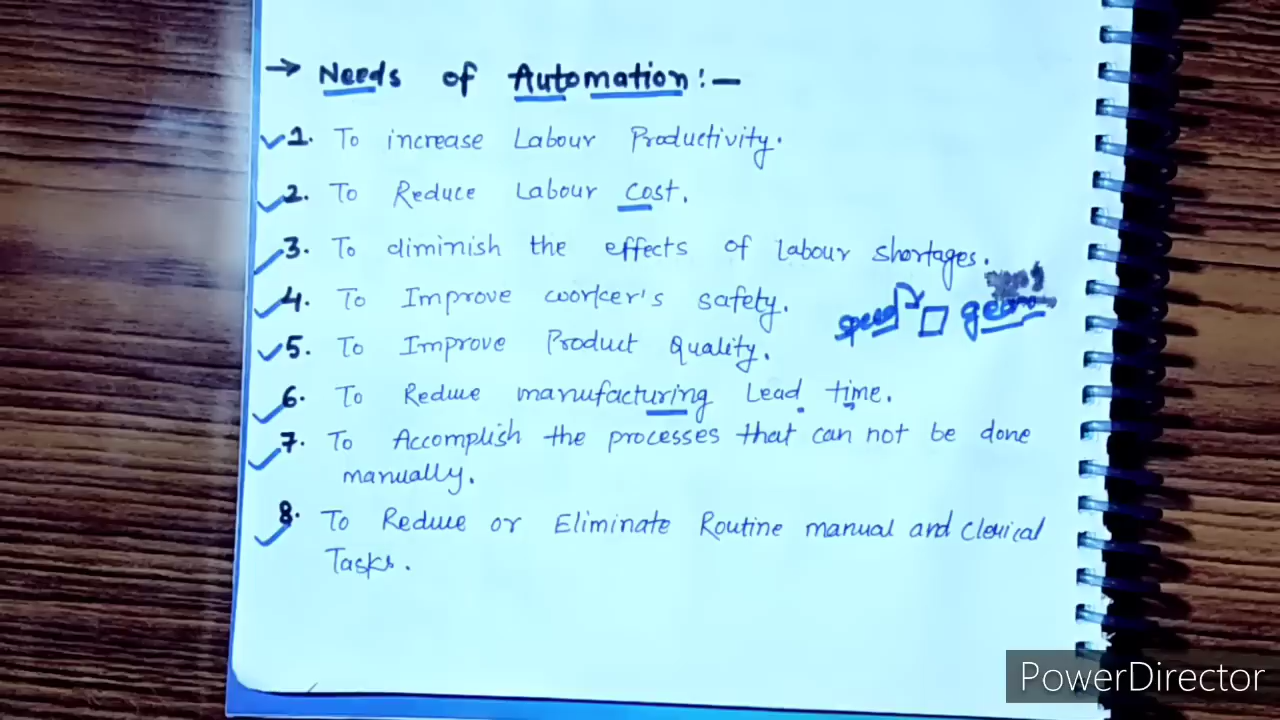 → Needs of Automation:-
1. To increase Labour Productivity.
2. To Reduce Labour Cost.
3. To diminish the effects of labour shortages.
4. To Improve worker's safety.
speed □ gear
5. To Improve Product Quality.
6. To Reduce manufacturing Lead time.
7. To Accomplish the processes that can not be done
manually.
8. To Reduce or Eliminate Routine manual and Clerical
Tasks.
PowerDirector